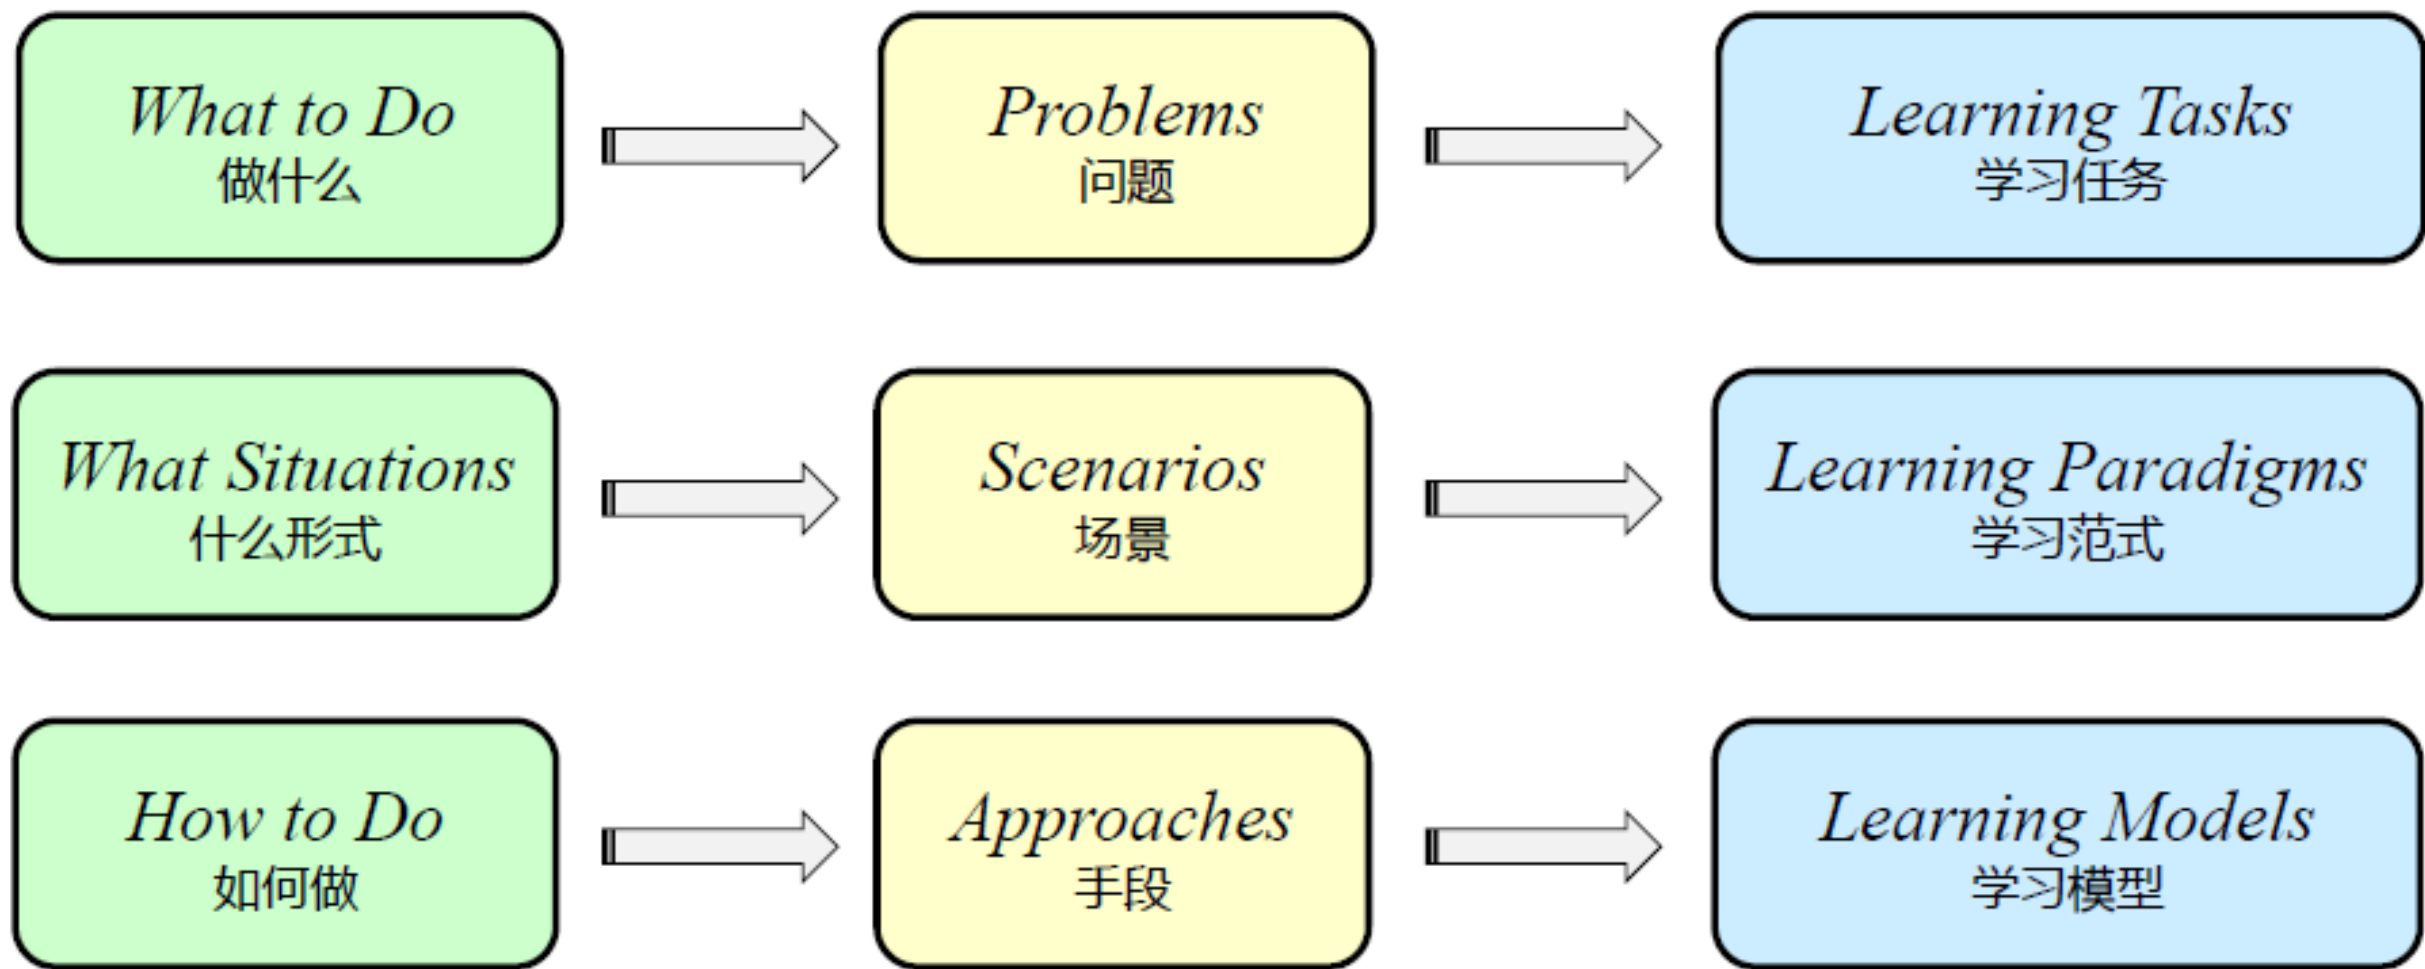 What to Do
做什么
Problems
问题
Learning Tasks
学习任务
What Situations
什么形式
Scenarios
场景
Learning Paradigms
学习范式
How to Do
如何做
Approaches
手段
Learning Models
学习模型